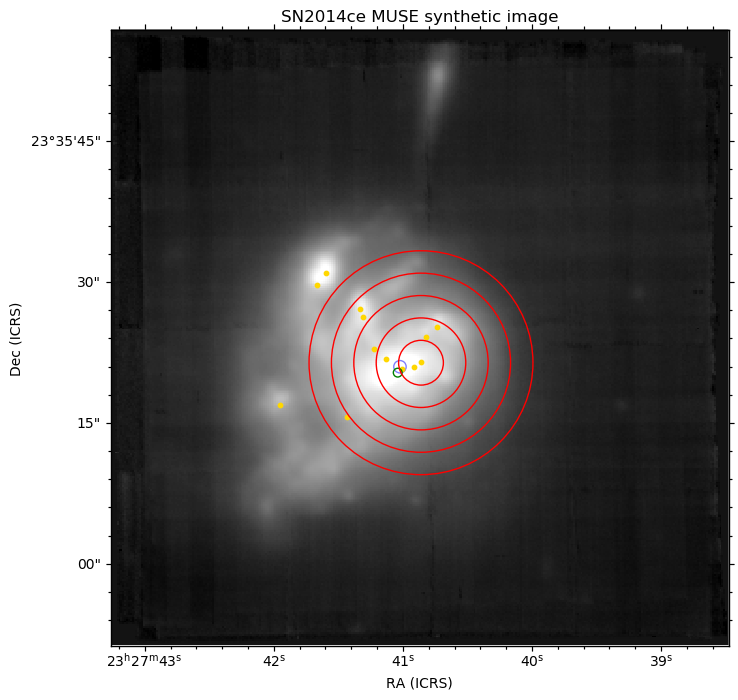 SN2014ce MUSE synthetic image
23°35'45"
30"
15"
00"
23ʰ27ᵐ43ˢ 42ˢ 41ˢ 40ˢ 39ˢ
RA (ICRS)
Dec (ICRS)